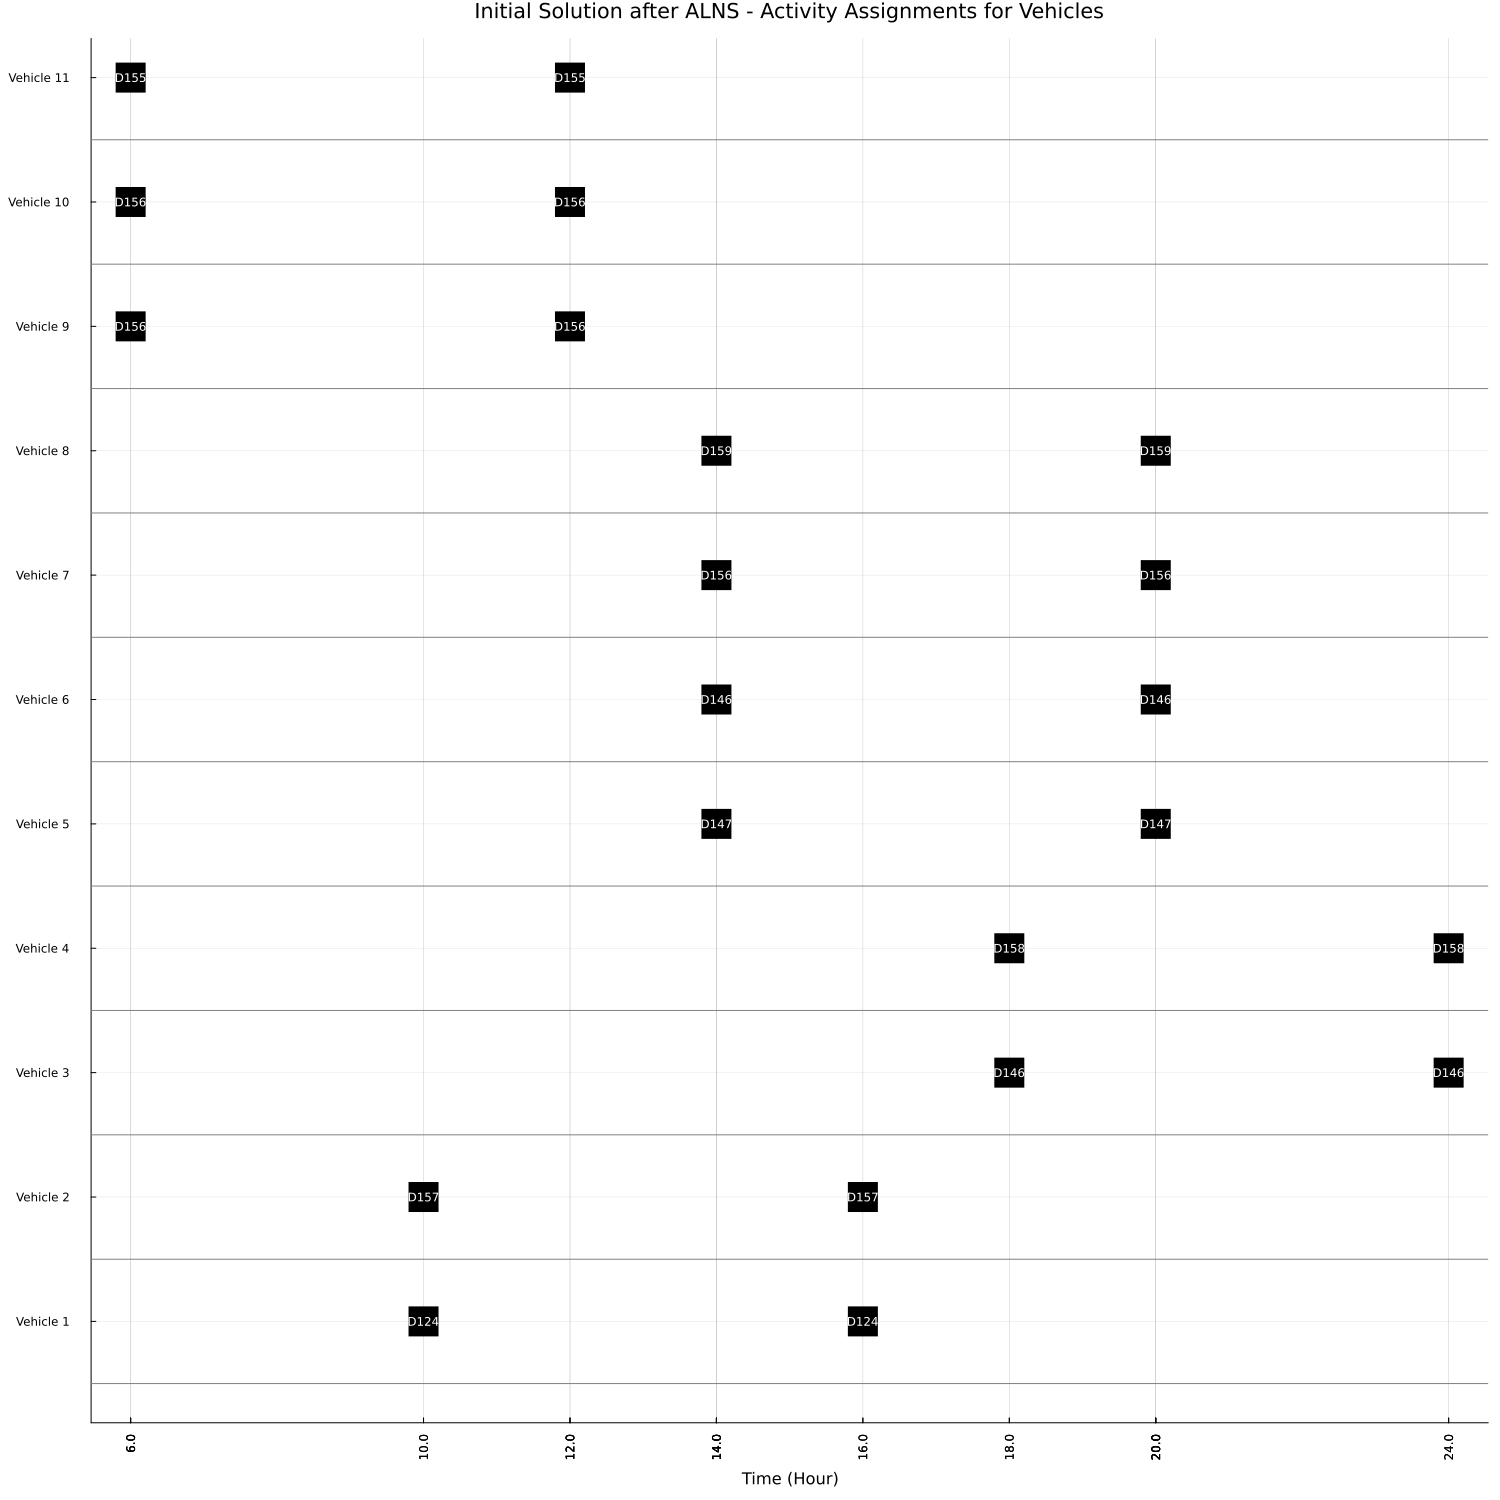 Initial Solution after ALNS - Activity Assignments for Vehicles
Vehicle 11 D155 D155
Vehicle 10 D156 D156
Vehicle 9 D156 D156
Vehicle 8 D159 D159
Vehicle 7 D156 D156
Vehicle 6 D146 D146
Vehicle 5 D147 D147
Vehicle 4 D158 D158
Vehicle 3 D146 D146
Vehicle 2 D157 D157
Vehicle 1 D124 D124
6.0 10.0 12.0 14.0 16.0 18.0 20.0 24.0
Time (Hour)